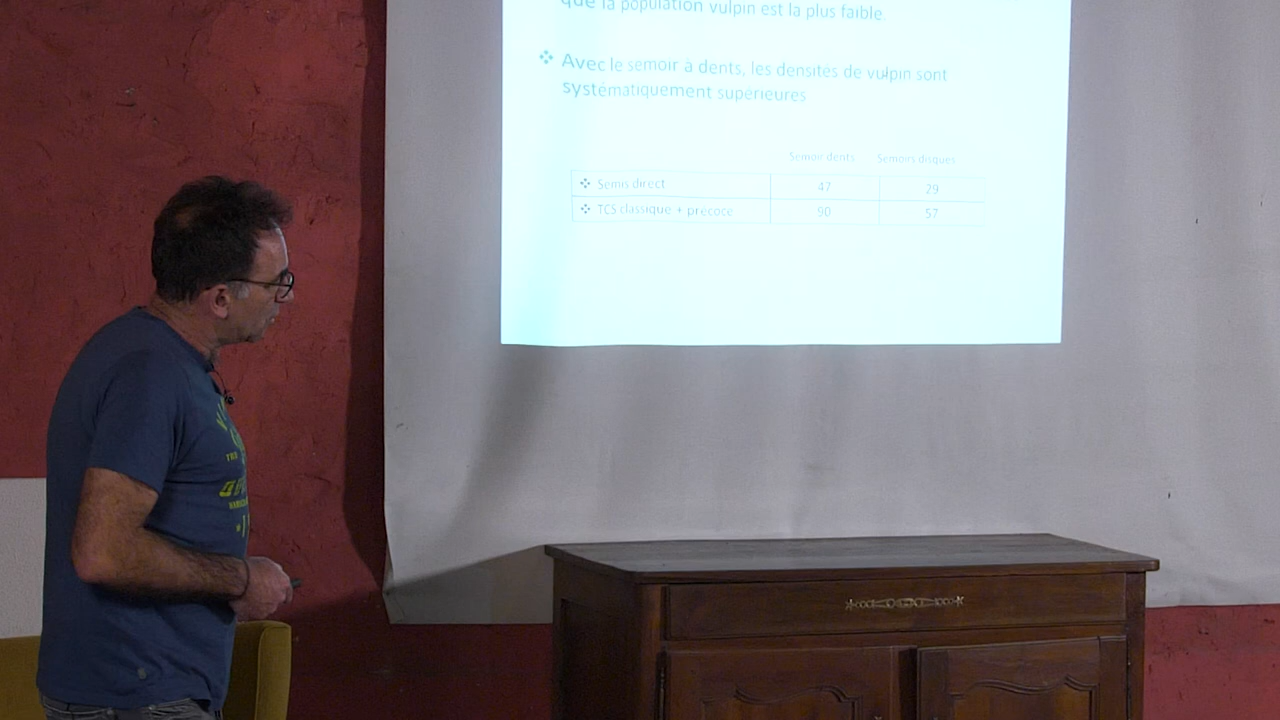 que la population vulpin est la plus faible.
❖ Avec le semoir à dents, les densités de vulpin sont
systématiquement supérieures
Semoir dents Semoirs disques
❖ Semis direct 47 29
❖ TCS classique + précoce 90 57